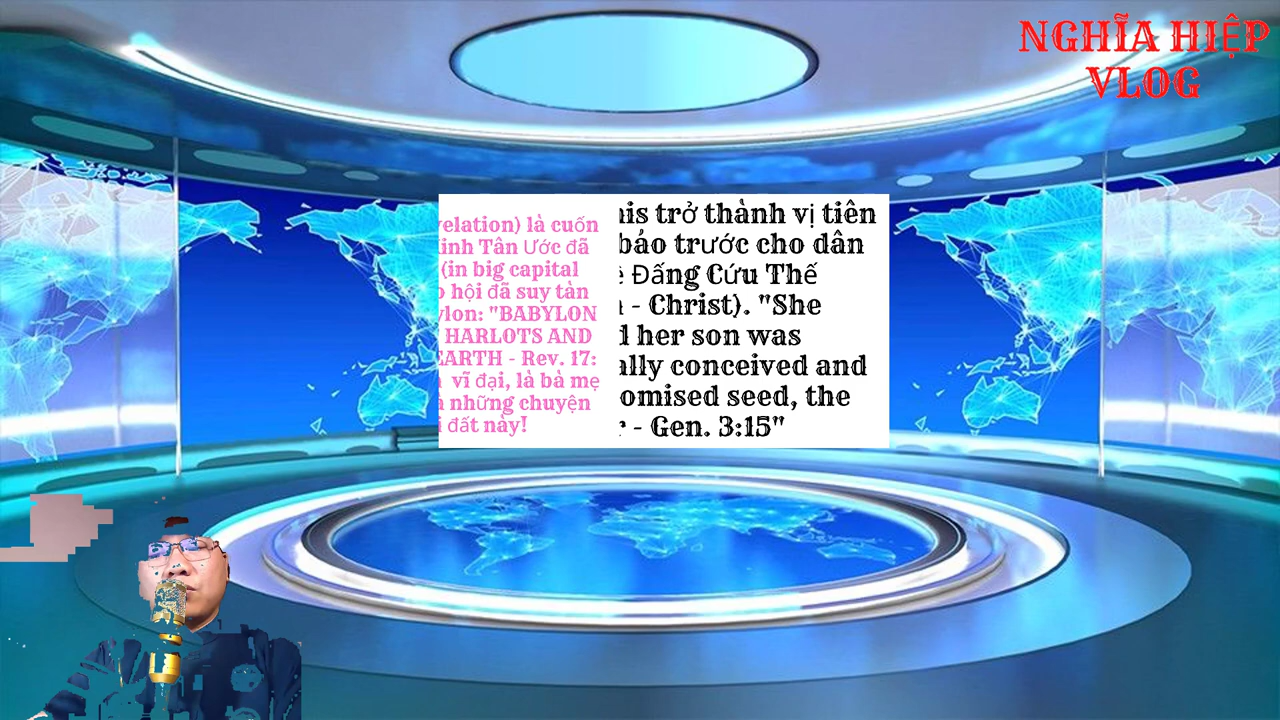 NGHĨA HIỆP
VLOG
velation) là cuốn
inh Tân Ước đã
(in big capital
o hội đã suy tàn
ylon: "BABYLON
HARLOTS AND
EARTH - Rev. 17:
vĩ đại, là bà mẹ
à những chuyện
i đất này!
his trở thành vị tiên
báo trước cho dân
Đấng Cứu Thế
- Christ). "She
d her son was
ally conceived and
omised seed, the
r - Gen. 3:15"